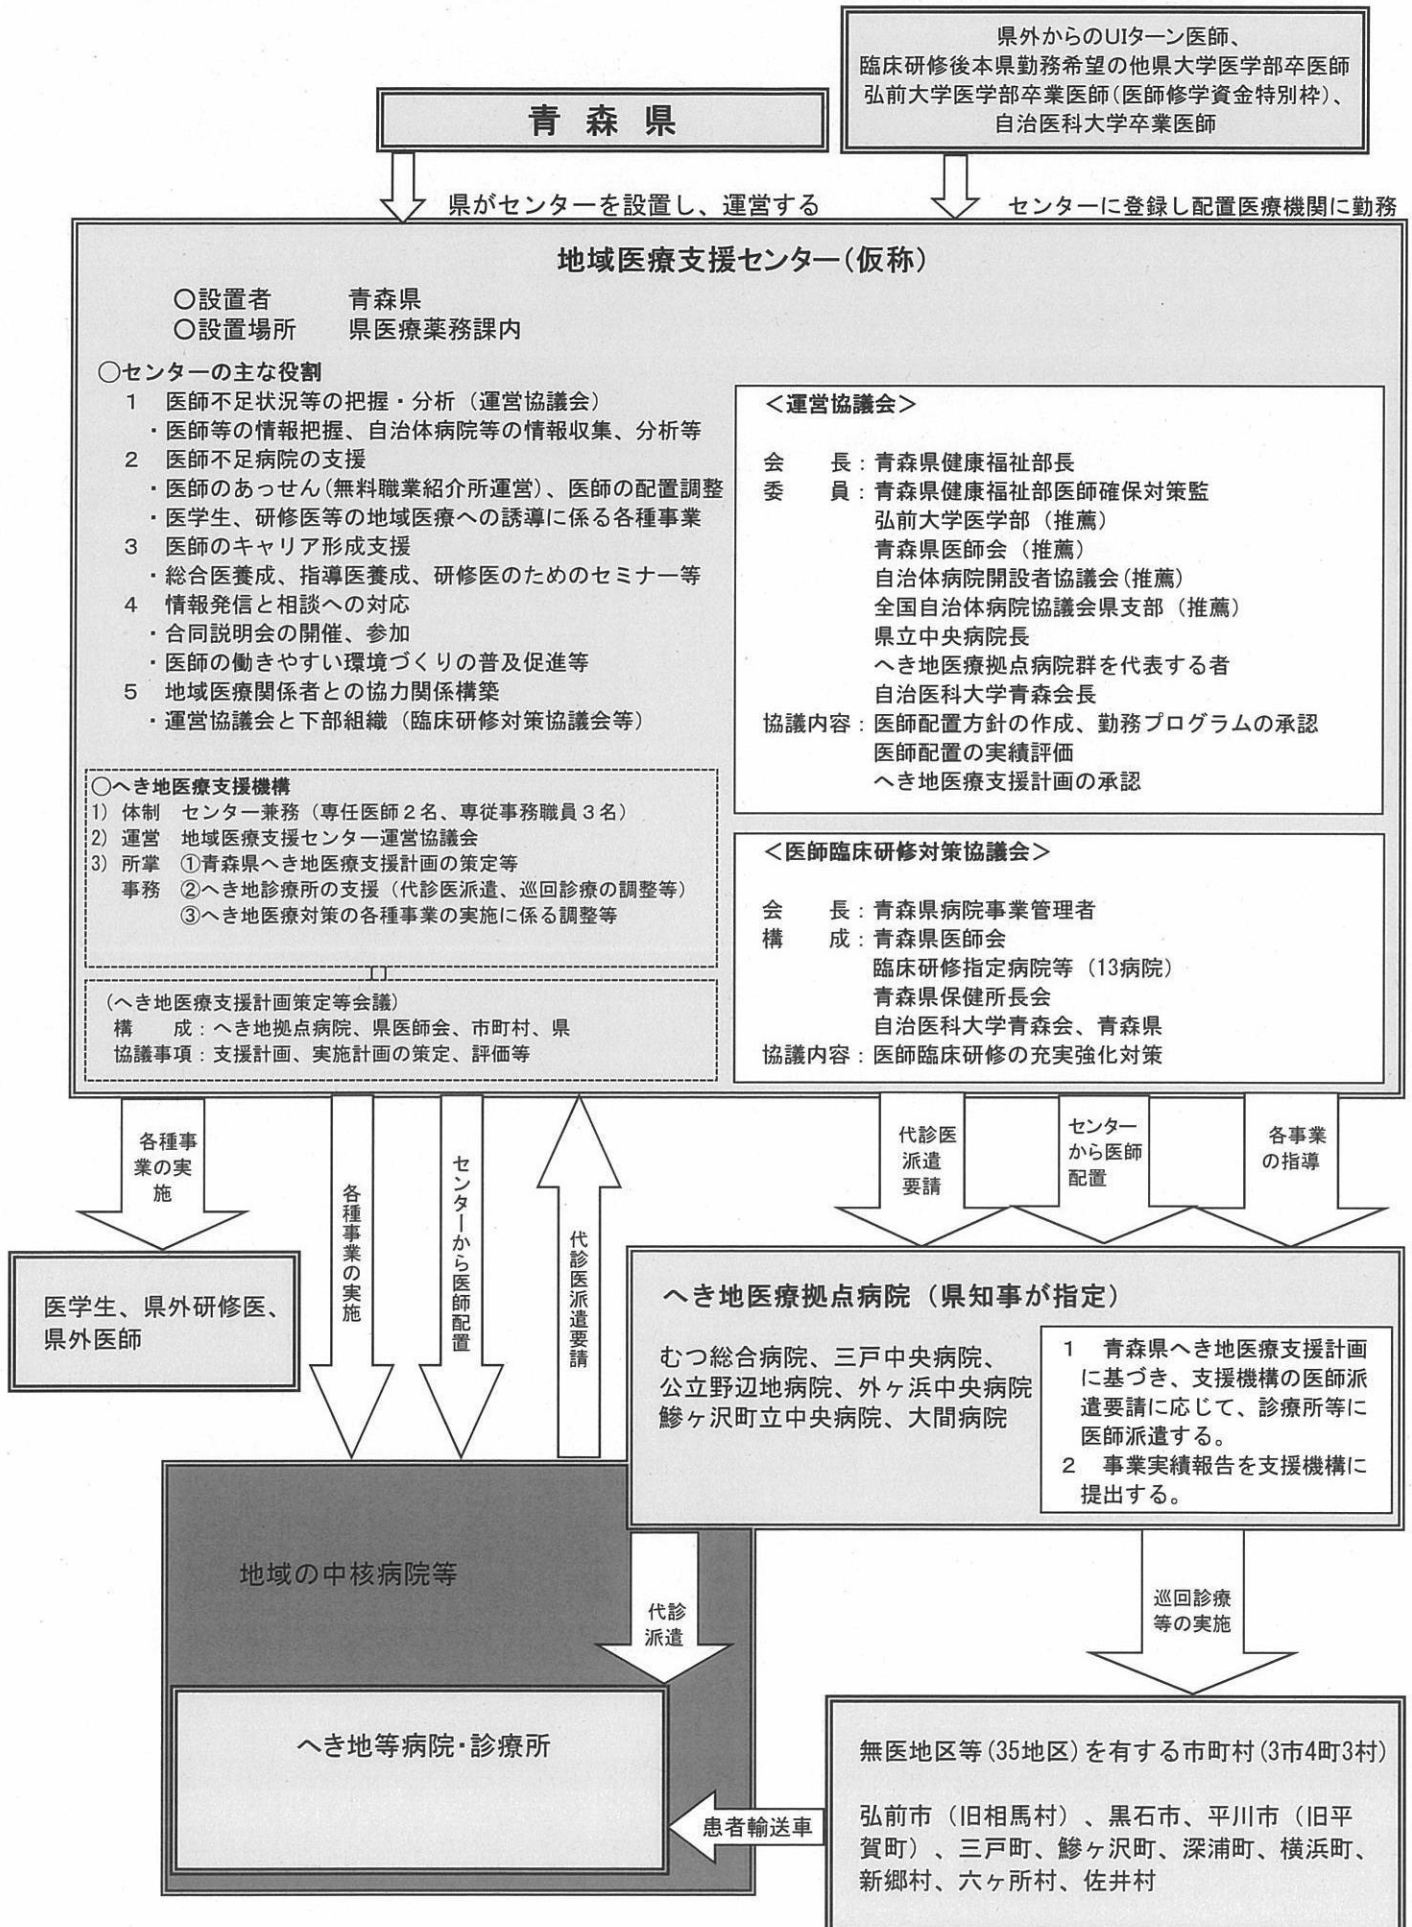 県外からのUIターン医師、
臨床研修後本県勤務希望の他県大学医学部卒医師
弘前大学医学部卒業医師(医師修学資金特別枠)、
自治医科大学卒業医師
青 森 県
県がセンターを設置し、運営する
センターに登録し配置医療機関に勤務
地域医療支援センター(仮称)
○設置者 青森県
○設置場所 県医療薬務課内
○センターの主な役割
1 医師不足状況等の把握・分析(運営協議会)
・医師等の情報把握、自治体病院等の情報収集、分析等
2 医師不足病院の支援
・医師のあっせん(無料職業紹介所運営)、医師の配置調整
・医学生、研修医等の地域医療への誘導に係る各種事業
3 医師のキャリア形成支援
・総合医養成、指導医養成、研修医のためのセミナー等
4 情報発信と相談への対応
・合同説明会の開催、参加
・医師の働きやすい環境づくりの普及促進等
5 地域医療関係者との協力関係構築
・運営協議会と下部組織(臨床研修対策協議会等)
<運営協議会>
会 長:青森県健康福祉部長
委 員:青森県健康福祉部医師確保対策監
弘前大学医学部(推薦)
青森県医師会(推薦)
自治体病院開設者協議会(推薦)
全国自治体病院協議会県支部(推薦)
県立中央病院長
へき地医療拠点病院群を代表する者
自治医科大学青森会長
協議内容:医師配置方針の作成、勤務プログラムの承認
医師配置の実績評価
へき地医療支援計画の承認
○へき地医療支援機構
1)体制 センター兼務(専任医師2名、専従事務職員3名)
2)運営 地域医療支援センター運営協議会
3)所掌 ①青森県へき地医療支援計画の策定等
事務 ②へき地診療所の支援(代診医派遣、巡回診療の調整等)
③へき地医療対策の各種事業の実施に係る調整等
(へき地医療支援計画策定等会議)
構 成:へき地拠点病院、県医師会、市町村、県
協議事項:支援計画、実施計画の策定、評価等
<医師臨床研修対策協議会>
会 長:青森県病院事業管理者
構 成:青森県医師会
臨床研修指定病院等(13病院)
青森県保健所長会
自治医科大学青森会、青森県
協議内容:医師臨床研修の充実強化対策
各種事
業の実
施
各種事業の実施
センターから医師配置
代診医派遣要請
代診医
派遣
要請
センター
から医師
配置
各事業
の指導
医学生、県外研修医、
県外医師
へき地医療拠点病院(県知事が指定)
むつ総合病院、三戸中央病院、
公立野辺地病院、外ヶ浜中央病院
鰺ヶ沢町立中央病院、大間病院
1 青森県へき地医療支援計画
に基づき、支援機構の医師派
遣要請に応じて、診療所等に
医師派遣する。
2 事業実績報告を支援機構に
提出する。
地域の中核病院等
代診
派遣
巡回診療
等の実施
へき地等病院・診療所
患者輸送車
無医地区等(35地区)を有する市町村(3市4町3村)
弘前市(旧相馬村)、黒石市、平川市(旧平
賀町)、三戸町、鰺ヶ沢町、深浦町、横浜町、
新郷村、六ヶ所村、佐井村